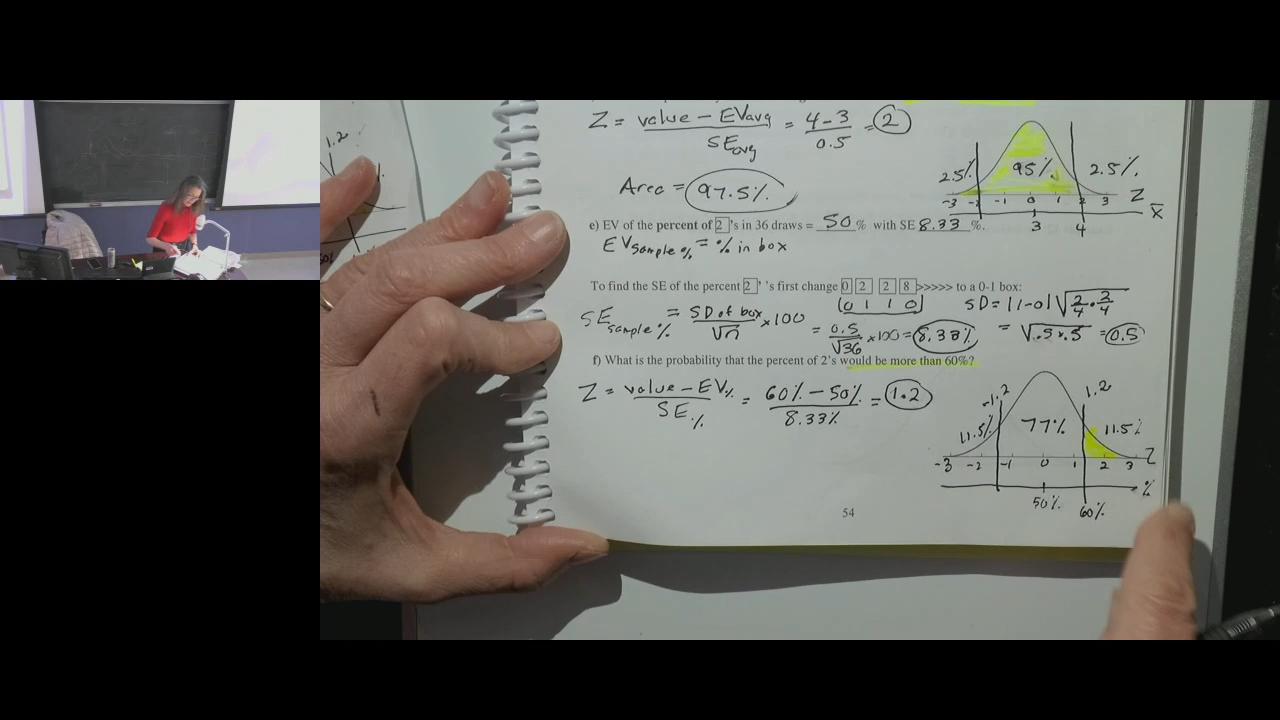 Z = value - EVavg / SEavg = 4-3 / 0.5 = 2
Area = 97.5%
2.5% 95% 2.5%
-3 -2 -1 0 1 2 3 Z
3 4 x̄
e) EV of the percent of 2 's in 36 draws = 50 % with SE 8.33 %.
EV sample % = % in box
To find the SE of the percent 2 ' 's first change 0 2 2 8 >>>>> to a 0-1 box:
0 1 1 0
SD = |1-0| √(2/4 · 2/4)
= √.5 x .5 = 0.5
SE sample % = SD of box / √n x 100 = 0.5 / √36 x 100 = 8.33%
f) What is the probability that the percent of 2's would be more than 60%?
Z = value - EV% / SE% = 60% - 50% / 8.33% = 1.2
-1.2 1.2
11.5% 77% 11.5%
-3 -2 -1 0 1 2 3 Z
50% 60% %
54
1.2